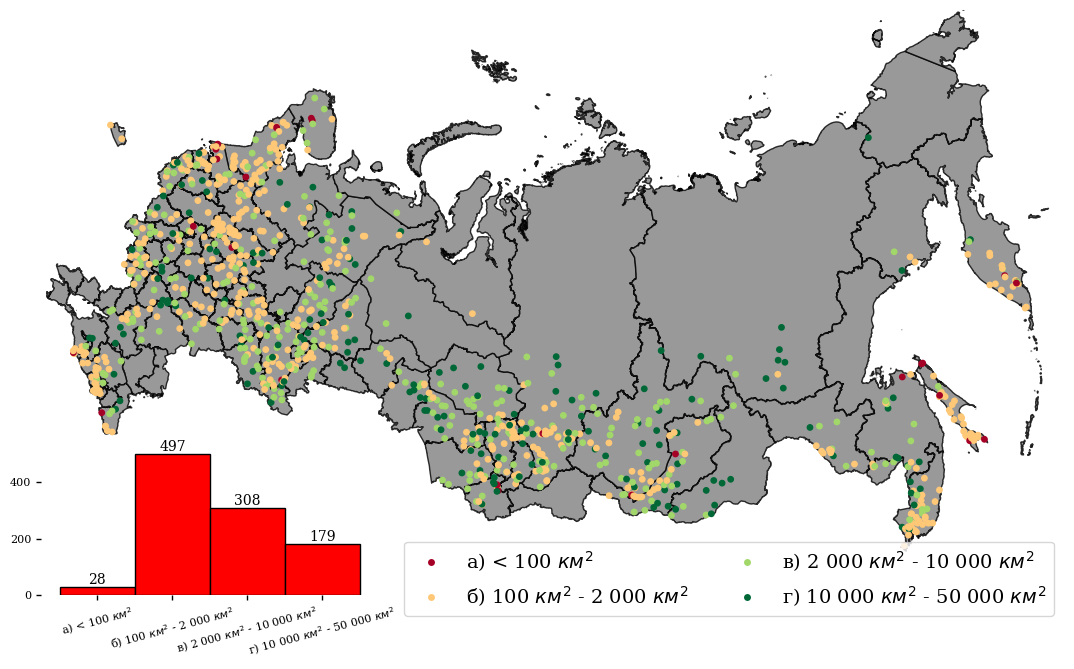 497
400
308
200
179
28
0
а) < 100 км²
б) 100 км² - 2 000 км²
в) 2 000 км² - 10 000 км²
г) 10 000 км² - 50 000 км²
а) < 100 км²
б) 100 км² - 2 000 км²
в) 2 000 км² - 10 000 км²
г) 10 000 км² - 50 000 км²